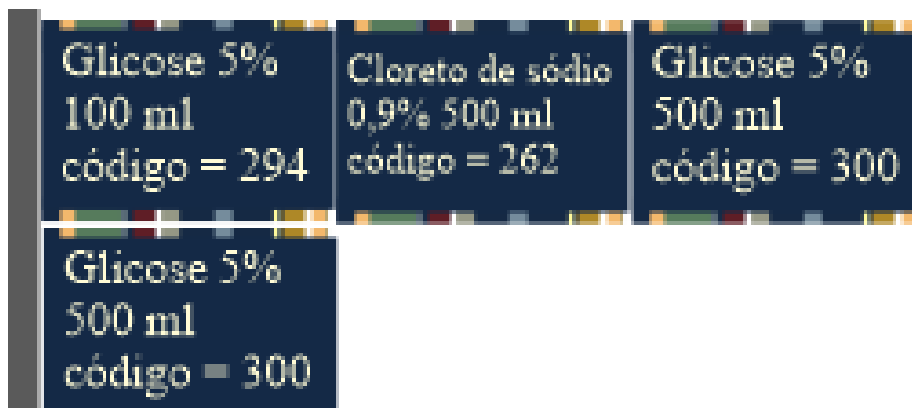 Glicose 5%
100 ml
código = 294
Cloreto de sódio
0,9% 500 ml
código = 262
Glicose 5%
500 ml
código = 300
Glicose 5%
500 ml
código = 300